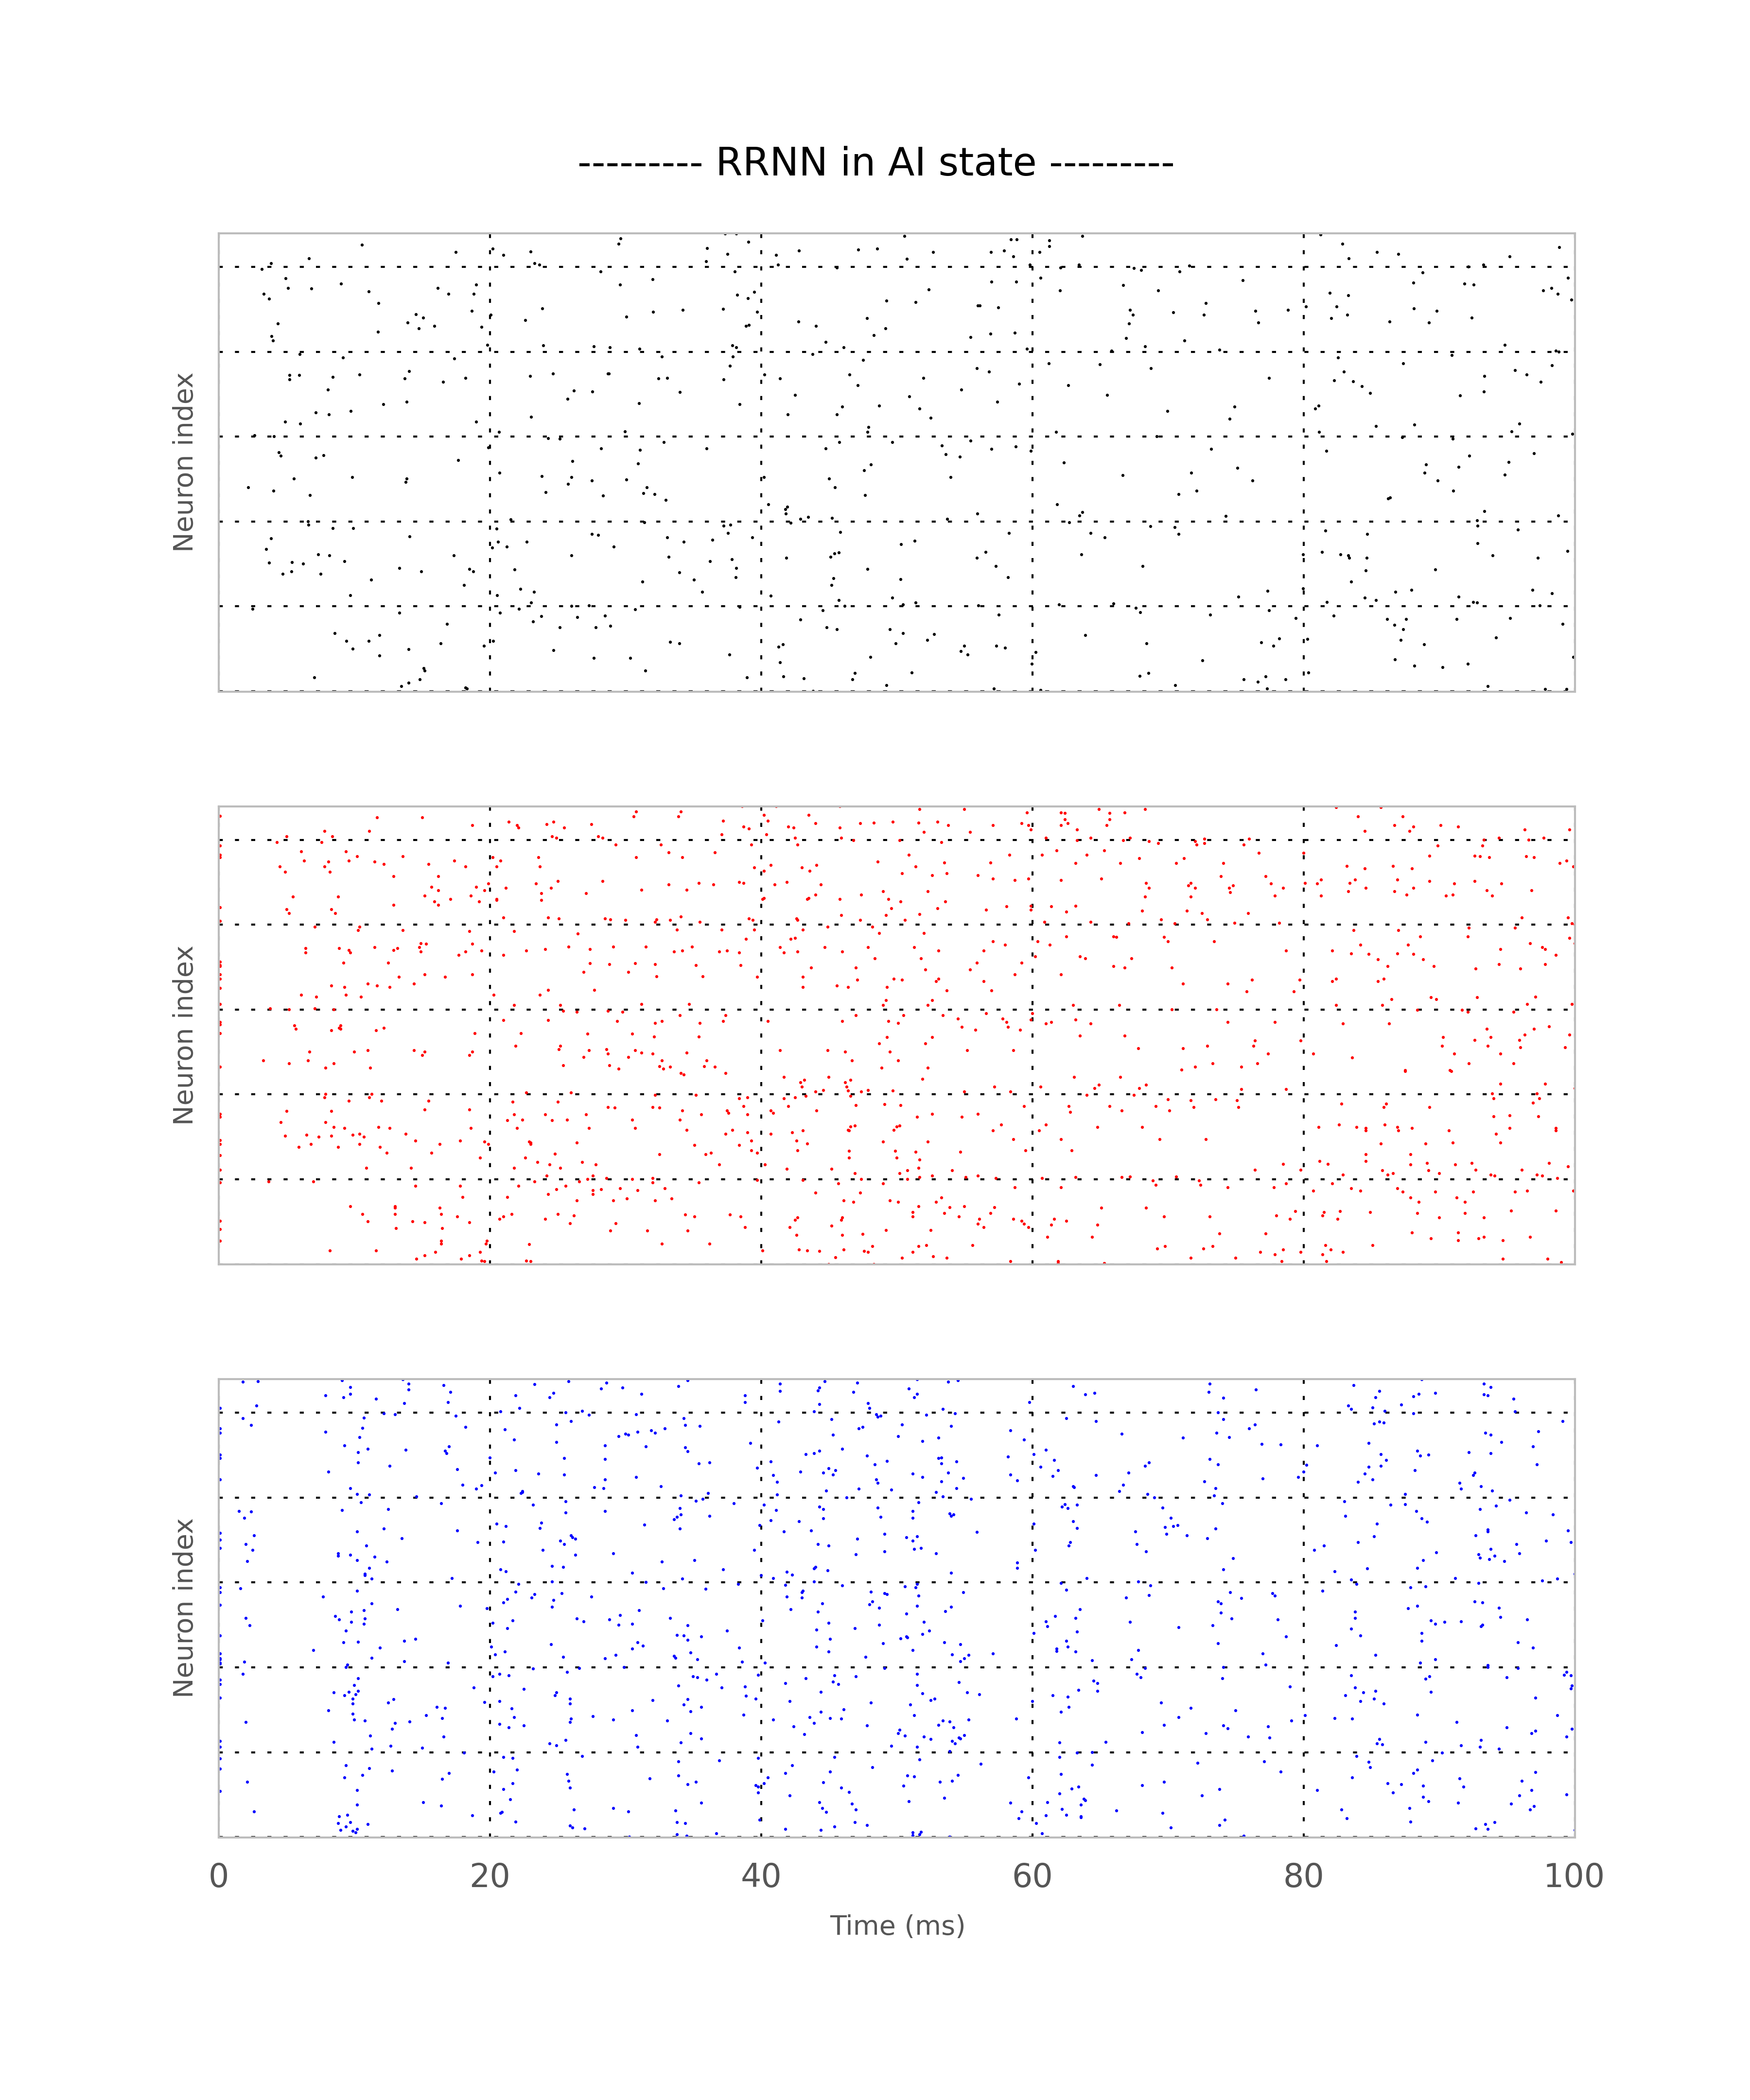 --------- RRNN in AI state ---------
Neuron index
Neuron index
Neuron index
0 20 40 60 80 100
Time (ms)